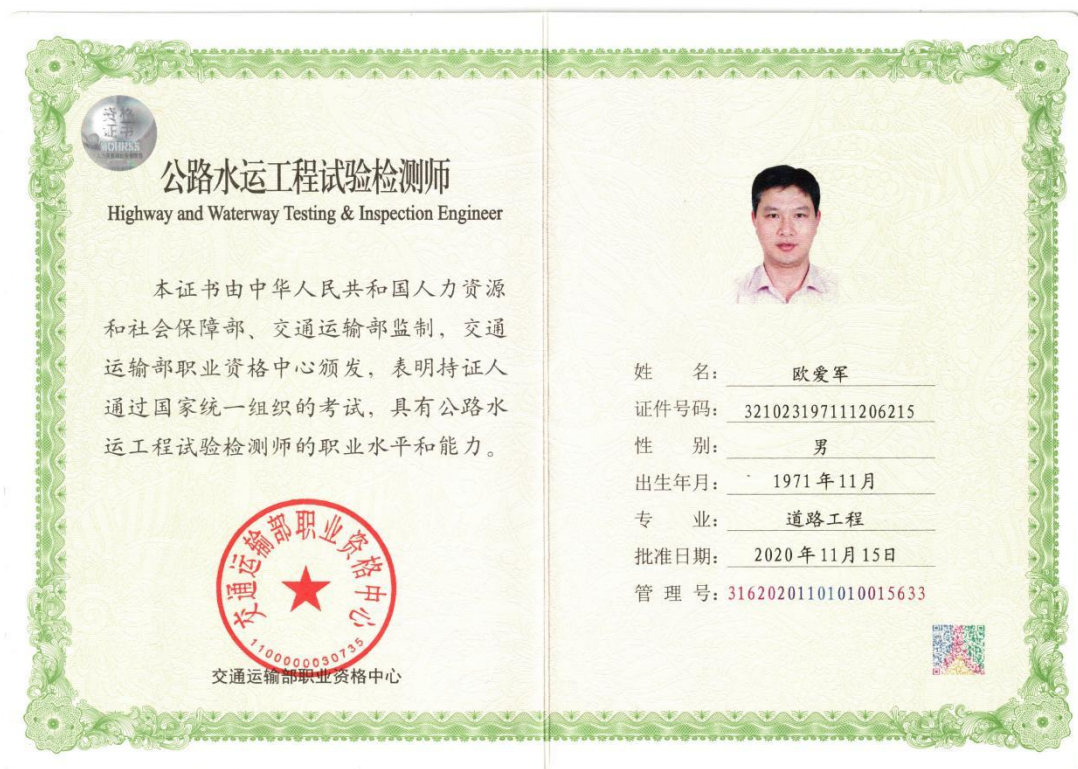 资格
证书
MOHRSS
公路水运工程试验检测师
Highway and Waterway Testing & Inspection Engineer
本证书由中华人民共和国人力资源
和社会保障部、交通运输部监制，交通
运输部职业资格中心颁发，表明持证人
通过国家统一组织的考试，具有公路水
运工程试验检测师的职业水平和能力。
交通运输部职业资格中心
1100000030735
交通运输部职业资格中心
姓 名： 欧爱军
证件号码： 321023197111206215
性 别： 男
出生年月： 1971年11月
专 业： 道路工程
批准日期： 2020年11月15日
管 理 号：31620201101010015633